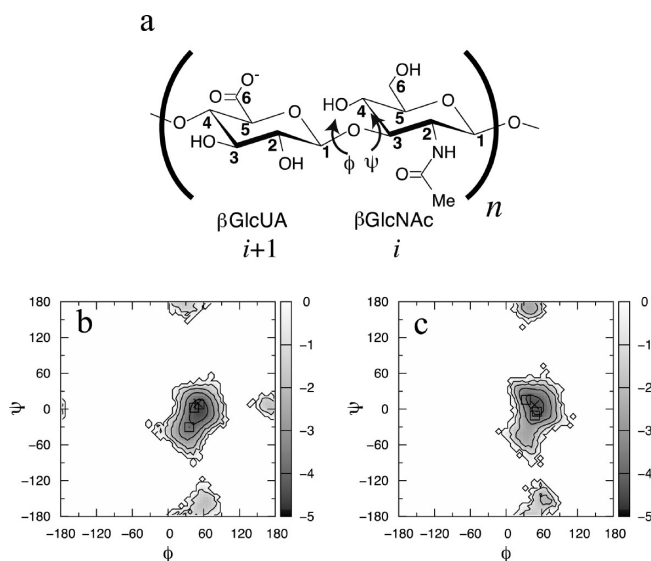 a
OH
O O⁻
6
6
4 5 O HO 4 5 O
O O O
HO 3 2 1 3 2 1
OH ϕ ψ NH
O
Me
n
βGlcUA βGlcNAc
i+1 i
b c
180 0 180 0
120 −1 120 −1
60 −2 60 −2
ψ 0 ψ 0
−3 −3
−60 −60
−120 −4 −120 −4
−180 −5 −180 −5
−180 −120 −60 0 60 120 180 −180 −120 −60 0 60 120 180
ϕ ϕ